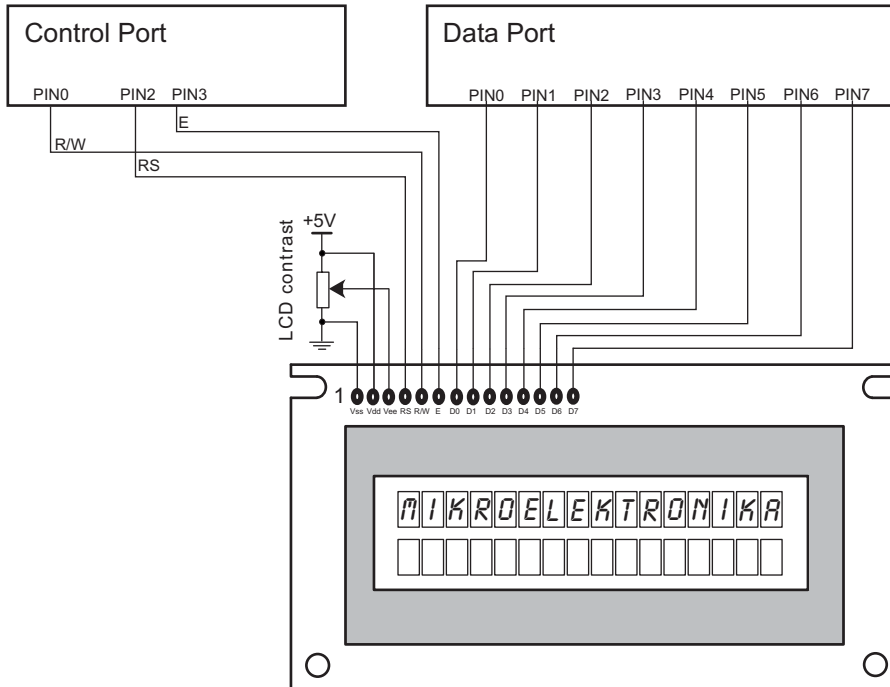 Control Port
Data Port
PIN0 PIN2 PIN3
PIN0 PIN1 PIN2 PIN3 PIN4 PIN5 PIN6 PIN7
E
R/W
RS
+5V
LCD contrast
1
Vss Vdd Vee RS R/W E D0 D1 D2 D3 D4 D5 D6 D7
MIKROELEKTRONIKA